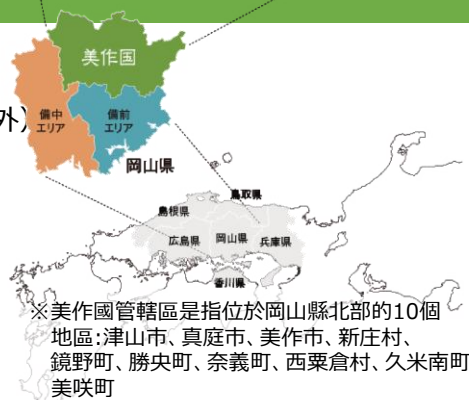 美作国
外)
備中
エリア
備前
エリア
岡山県
鳥取県
島根県
広島県 岡山県 兵庫県
香川県
※美作國管轄區是指位於岡山縣北部的10個
地區:津山市、真庭市、美作市、新庄村、
鏡野町、勝央町、奈義町、西粟倉村、久米南町
美咲町